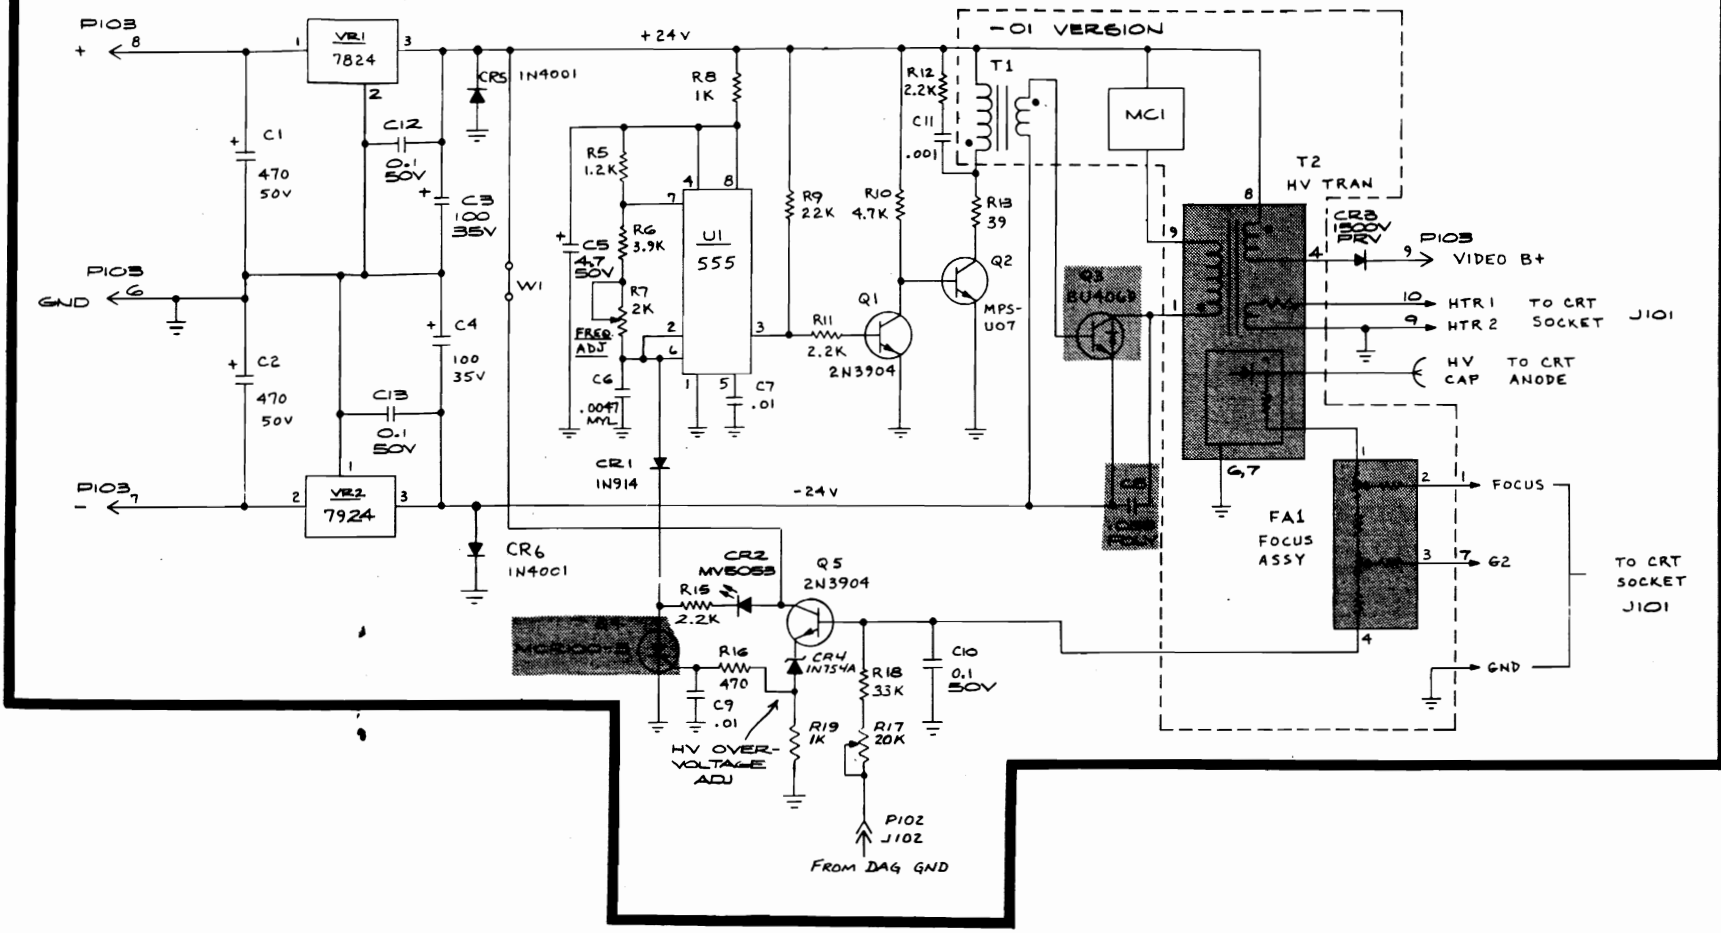 -01 VERSION
P103
+
8
1
VR1
7824
3
2
+24V
CR5
1N4001
R8
1K
R12
2.2K
T1
C11
.001
MC1
T2
HV TRAN
8
C1
470
50V
+
C12
0.1
50V
+
C3
100
35V
R5
1.2K
4
8
7
R9
22K
R10
4.7K
R13
39
9
CR3
1500V
PRV
4
9
P103
VIDEO B+
+
C5
4.7
50V
R6
3.9K
U1
555
Q2
MPS-
U07
Q3
BU406D
1
10
HTR 1
9
HTR 2
TO CRT
SOCKET
J101
P103
GND
6
W1
R7
2K
FREQ
ADJ
2
6
3
Q1
R11
2.2K
2N3904
HV
CAP
TO CRT
ANODE
+
C4
100
35V
C2
470
50V
+
C13
0.1
50V
C6
.0047
MYL
1
5
C7
.01
CR1
1N914
6,7
1
2
1
FOCUS
P103
-
7
2
1
VR2
7924
3
-24V
C8
POLY
FA1
FOCUS
ASSY
3
7
G2
TO CRT
SOCKET
J101
CR6
1N4001
CR2
MV5053
Q5
2N3904
R15
2.2K
4
GND
MCR100-
R16
470
CR4
1N754A
R18
33K
C10
0.1
50V
C9
.01
R19
1K
R17
20K
HV OVER-
VOLTAGE
ADJ
P102
J102
FROM DAG GND